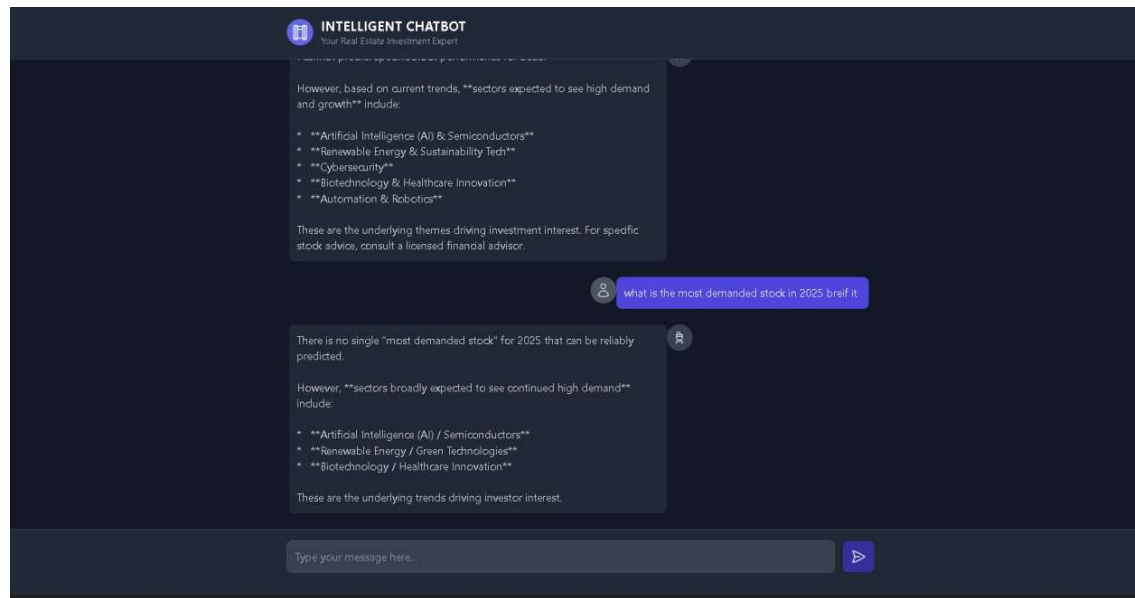 INTELLIGENT CHATBOT
Your Real Estate Investment Expert
However, based on current trends, **sectors expected to see high demand
and growth** include:
* **Artificial Intelligence (AI) & Semiconductors**
* **Renewable Energy & Sustainability Tech**
* **Cybersecurity**
* **Biotechnology & Healthcare Innovation**
* **Automation & Robotics**
These are the underlying themes driving investment interest. For specific
stock advice, consult a licensed financial advisor.
what is the most demanded stock in 2025 breif it
There is no single "most demanded stock" for 2025 that can be reliably
predicted.
However, **sectors broadly expected to see continued high demand**
include:
* **Artificial Intelligence (AI) / Semiconductors**
* **Renewable Energy / Green Technologies**
* **Biotechnology / Healthcare Innovation**
These are the underlying trends driving investor interest.
Type your message here...